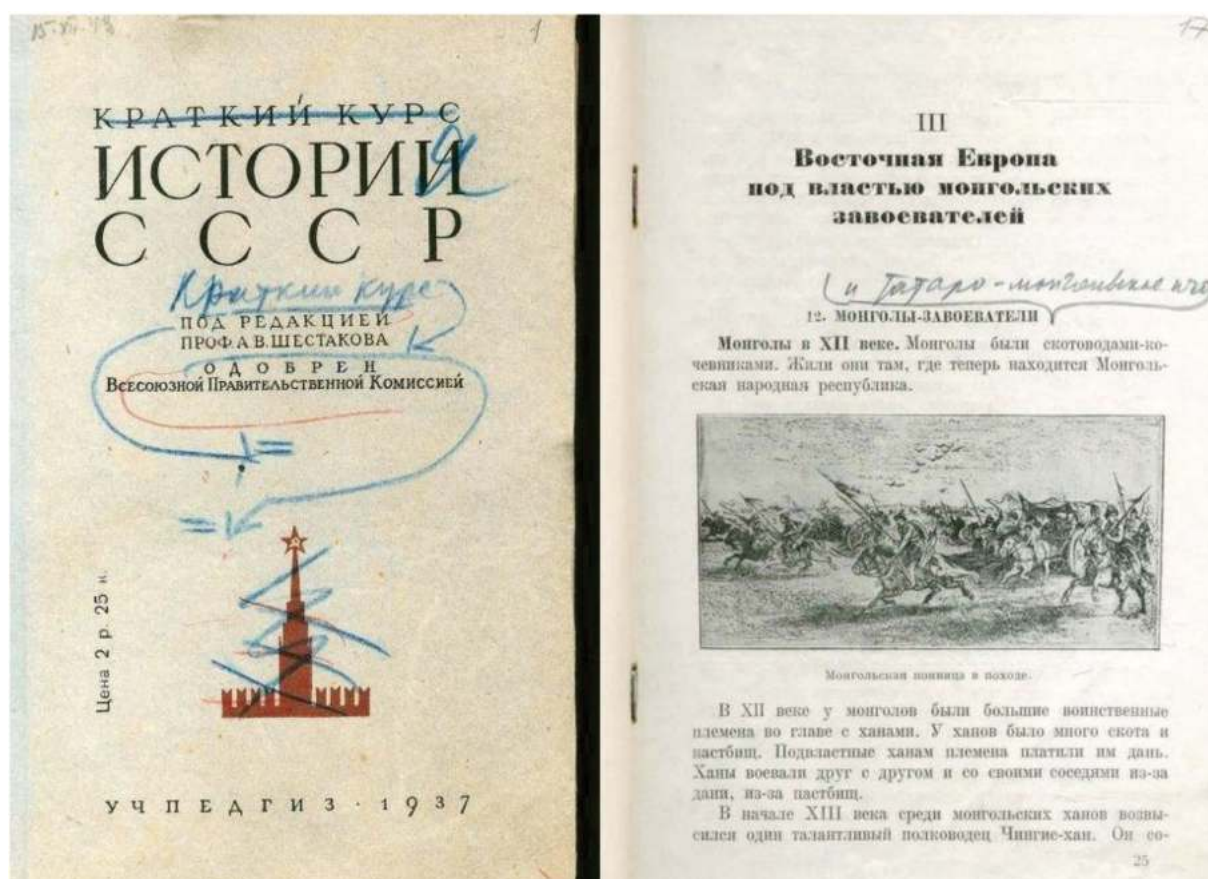 1
КРАТКИЙ КУРС
ИСТОРИИ
я
СССР
Краткий курс
ПОД РЕДАКЦИЕЙ
ПРОФ. А. В. ШЕСТАКОВА
ОДОБРЕН
ВСЕСОЮЗНОЙ ПРАВИТЕЛЬСТВЕННОЙ КОМИССИЕЙ
Цена 2 р. 25 к.
УЧПЕДГИЗ · 1937
17
III
Восточная Европа
под властью монгольских
завоевателей
и Татаро-монгольское
12. МОНГОЛЫ-ЗАВОЕВАТЕЛИ
Монголы в XII веке. Монголы были скотоводами-ко-
чевниками. Жили они там, где теперь находится Монголь-
ская народная республика.
Монгольская конница в походе.
В XII веке у монголов были большие воинственные
племена во главе с ханами. У ханов было много скота и
пастбищ. Подвластные ханам племена платили им дань.
Ханы воевали друг с другом и со своими соседями из-за
дани, из-за пастбищ.
В начале XIII века среди монгольских ханов возвы-
сился один талантливый полководец Чингис-хан. Он со-
25